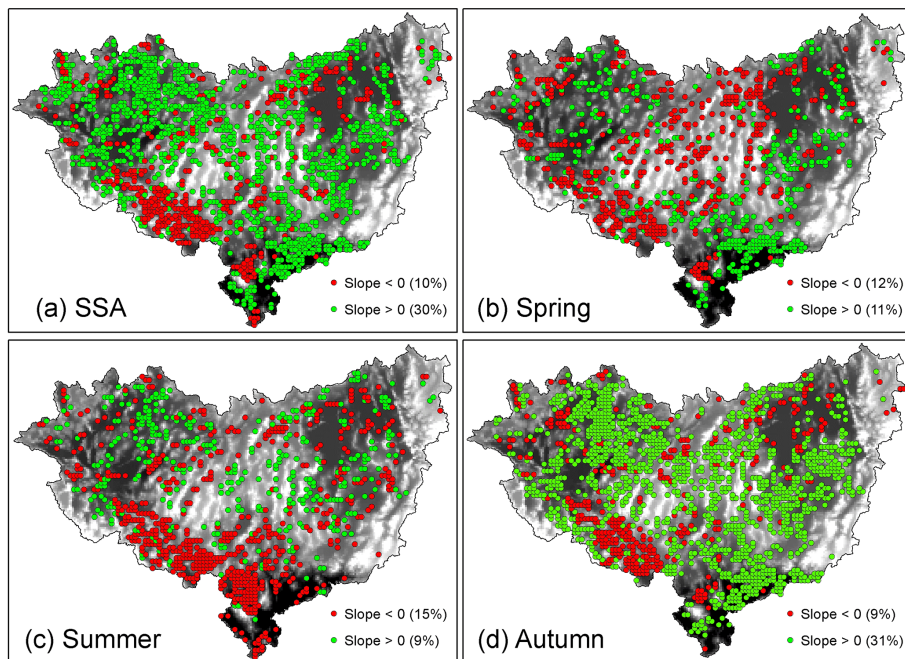 Slope < 0 (10%)
Slope > 0 (30%)
(a) SSA
Slope < 0 (12%)
Slope > 0 (11%)
(b) Spring
Slope < 0 (15%)
Slope > 0 (9%)
(c) Summer
Slope < 0 (9%)
Slope > 0 (31%)
(d) Autumn